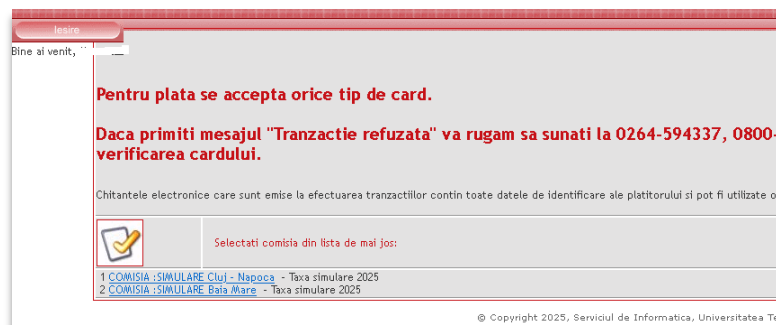 Iesire
Bine ai venit,
Pentru plata se accepta orice tip de card.
Daca primiti mesajul "Tranzactie refuzata" va rugam sa sunati la 0264-594337, 0800-
verificarea cardului.
Chitantele electronice care sunt emise la efectuarea tranzactiilor contin toate datele de identificare ale platitorului si pot fi utilizate
Selectati comisia din lista de mai jos:
1 COMISIA :SIMULARE Cluj - Napoca - Taxa simulare 2025
2 COMISIA :SIMULARE Baia Mare - Taxa simulare 2025
© Copyright 2025, Serviciul de Informatica, Universitatea